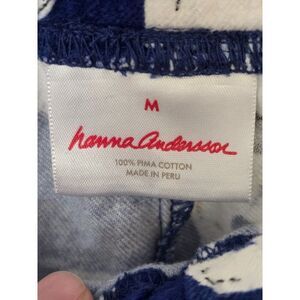 M
hanna andersson
100% PIMA COTTON
MADE IN PERU